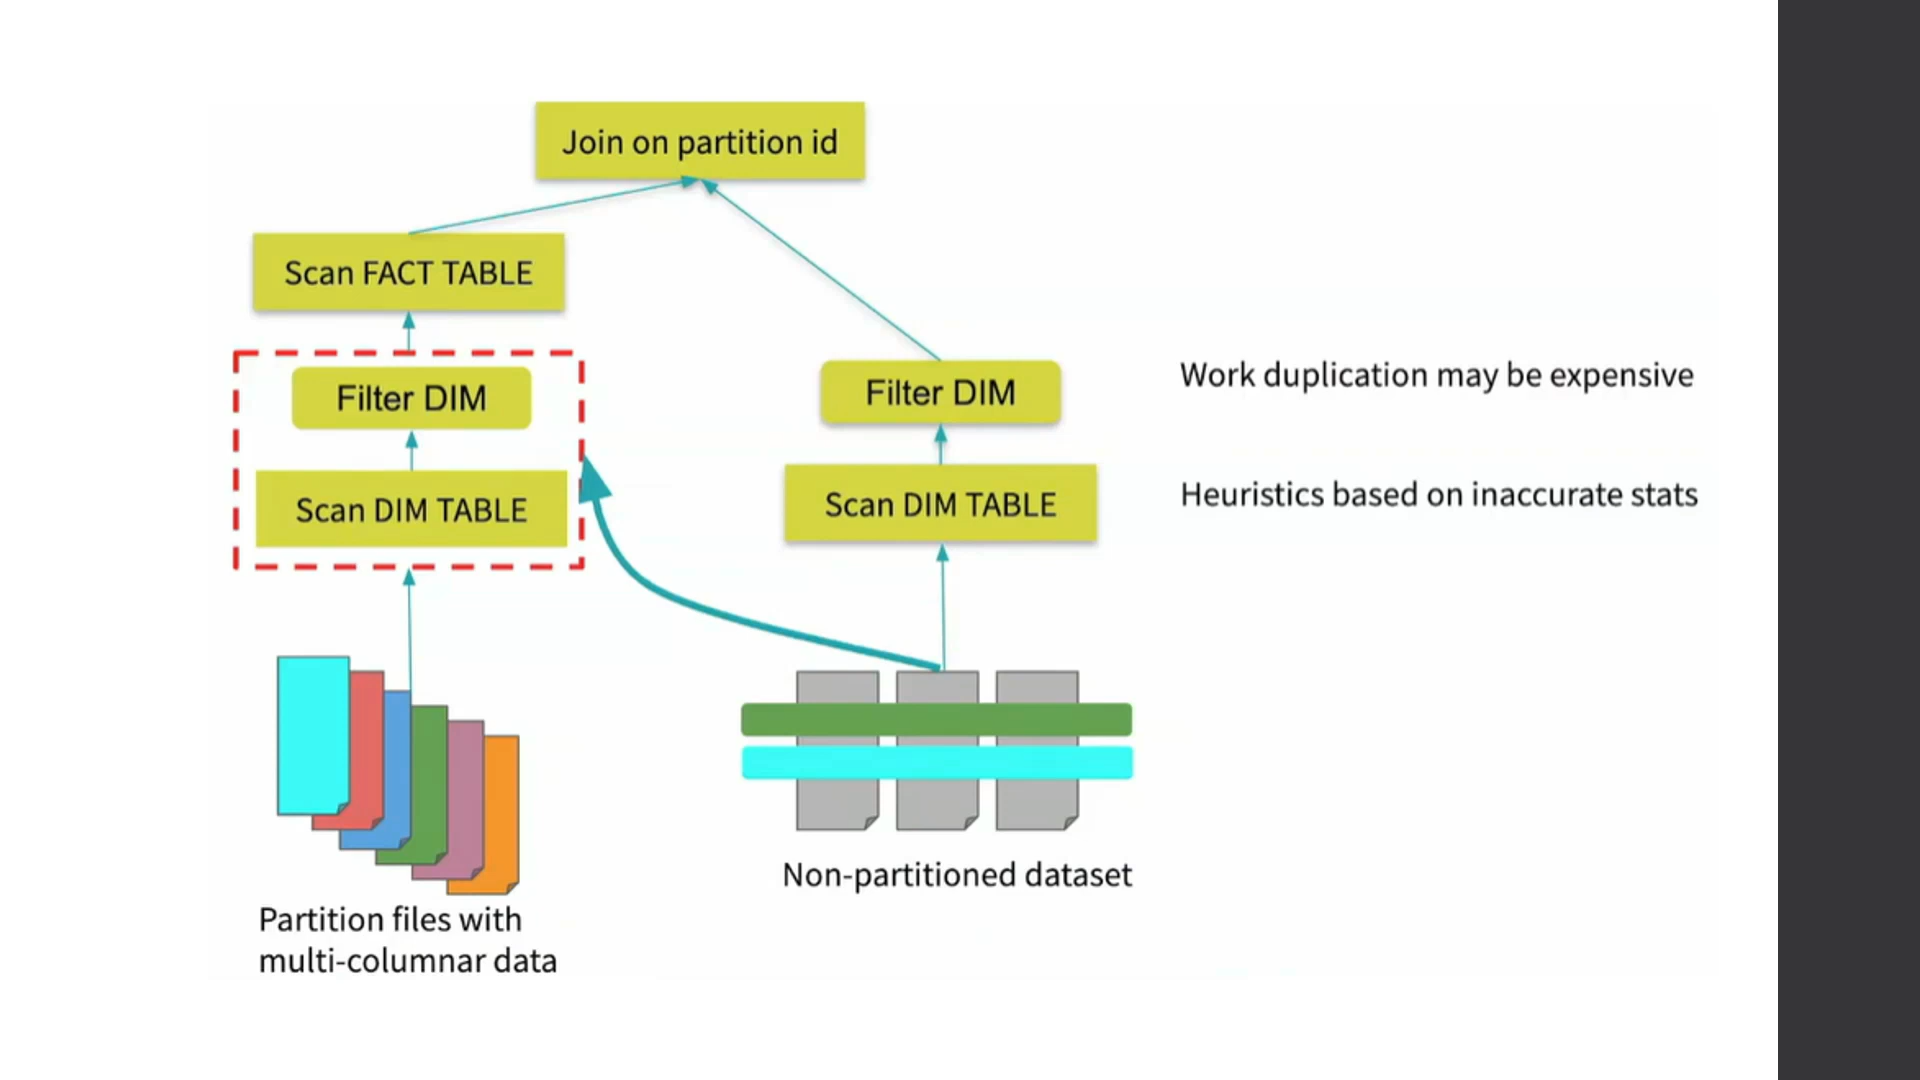 Join on partition id
Scan FACT TABLE
Filter DIM
Scan DIM TABLE
Filter DIM
Scan DIM TABLE
Work duplication may be expensive
Heuristics based on inaccurate stats
Partition files with
multi-columnar data
Non-partitioned dataset